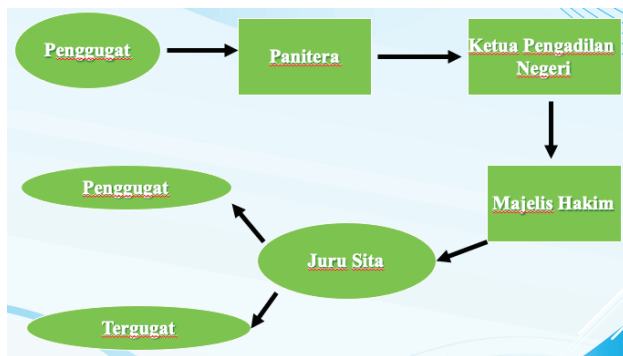 Penggugat
Panitera
Ketua Pengadilan
Negeri
Majelis Hakim
Juru Sita
Penggugat
Tergugat